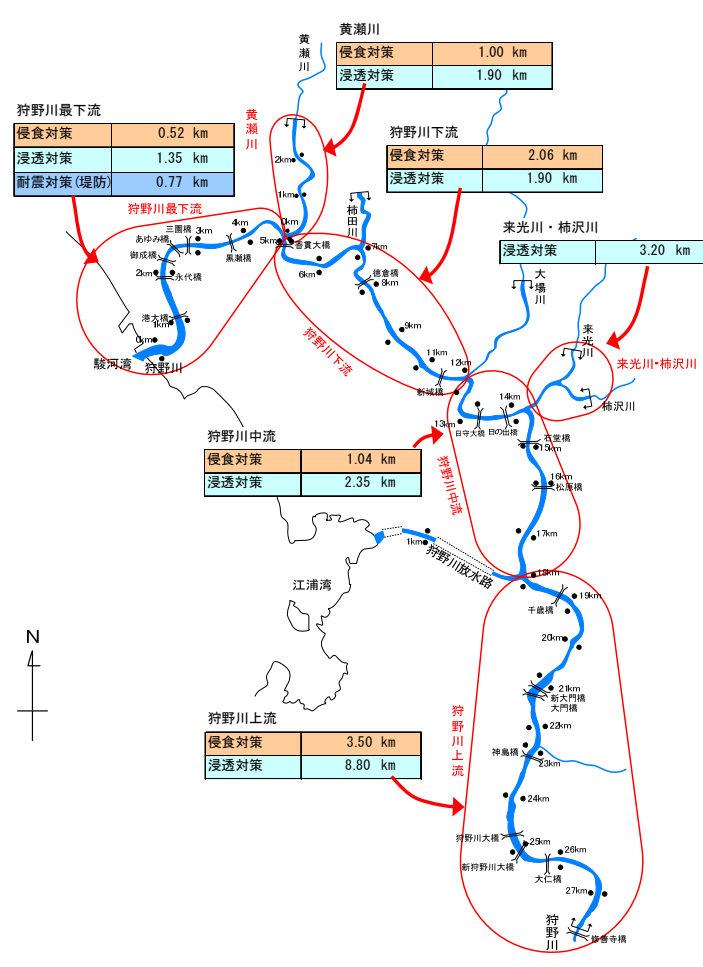 黄瀬川
侵食対策 1.00 km
浸透対策 1.90 km
黄瀬川
狩野川最下流
侵食対策 0.52 km
浸透対策 1.35 km
耐震対策(堤防) 0.77 km
黄瀬川
狩野川下流
侵食対策 2.06 km
浸透対策 1.90 km
2km
1km
0km
狩野川最下流
柿田川
来光川・柿沢川
浸透対策 3.20 km
4km
三園橋
3km
あゆみ橋
御成橋
黒瀬橋
5km
香貫大橋
7km
6km
2km
永代橋
徳倉橋
8km
大場川
港大橋
1km
0km
駿河湾
狩野川
9km
狩野川下流
11km
12km
新城橋
来光川
来光川・柿沢川
柿沢川
14km
13km
日守大橋
日の出橋
狩野川中流
侵食対策 1.04 km
浸透対策 2.35 km
石堂橋
15km
狩野川中流
16km
松原橋
17km
1km
狩野川放水路
18km
江浦湾
19km
千歳橋
N
20km
21km
新大門橋
大門橋
狩野川上流
侵食対策 3.50 km
浸透対策 8.80 km
狩野川上流
22km
神島橋
23km
24km
狩野川大橋
25km
新狩野川大橋
26km
大仁橋
27km
狩野川
修善寺橋